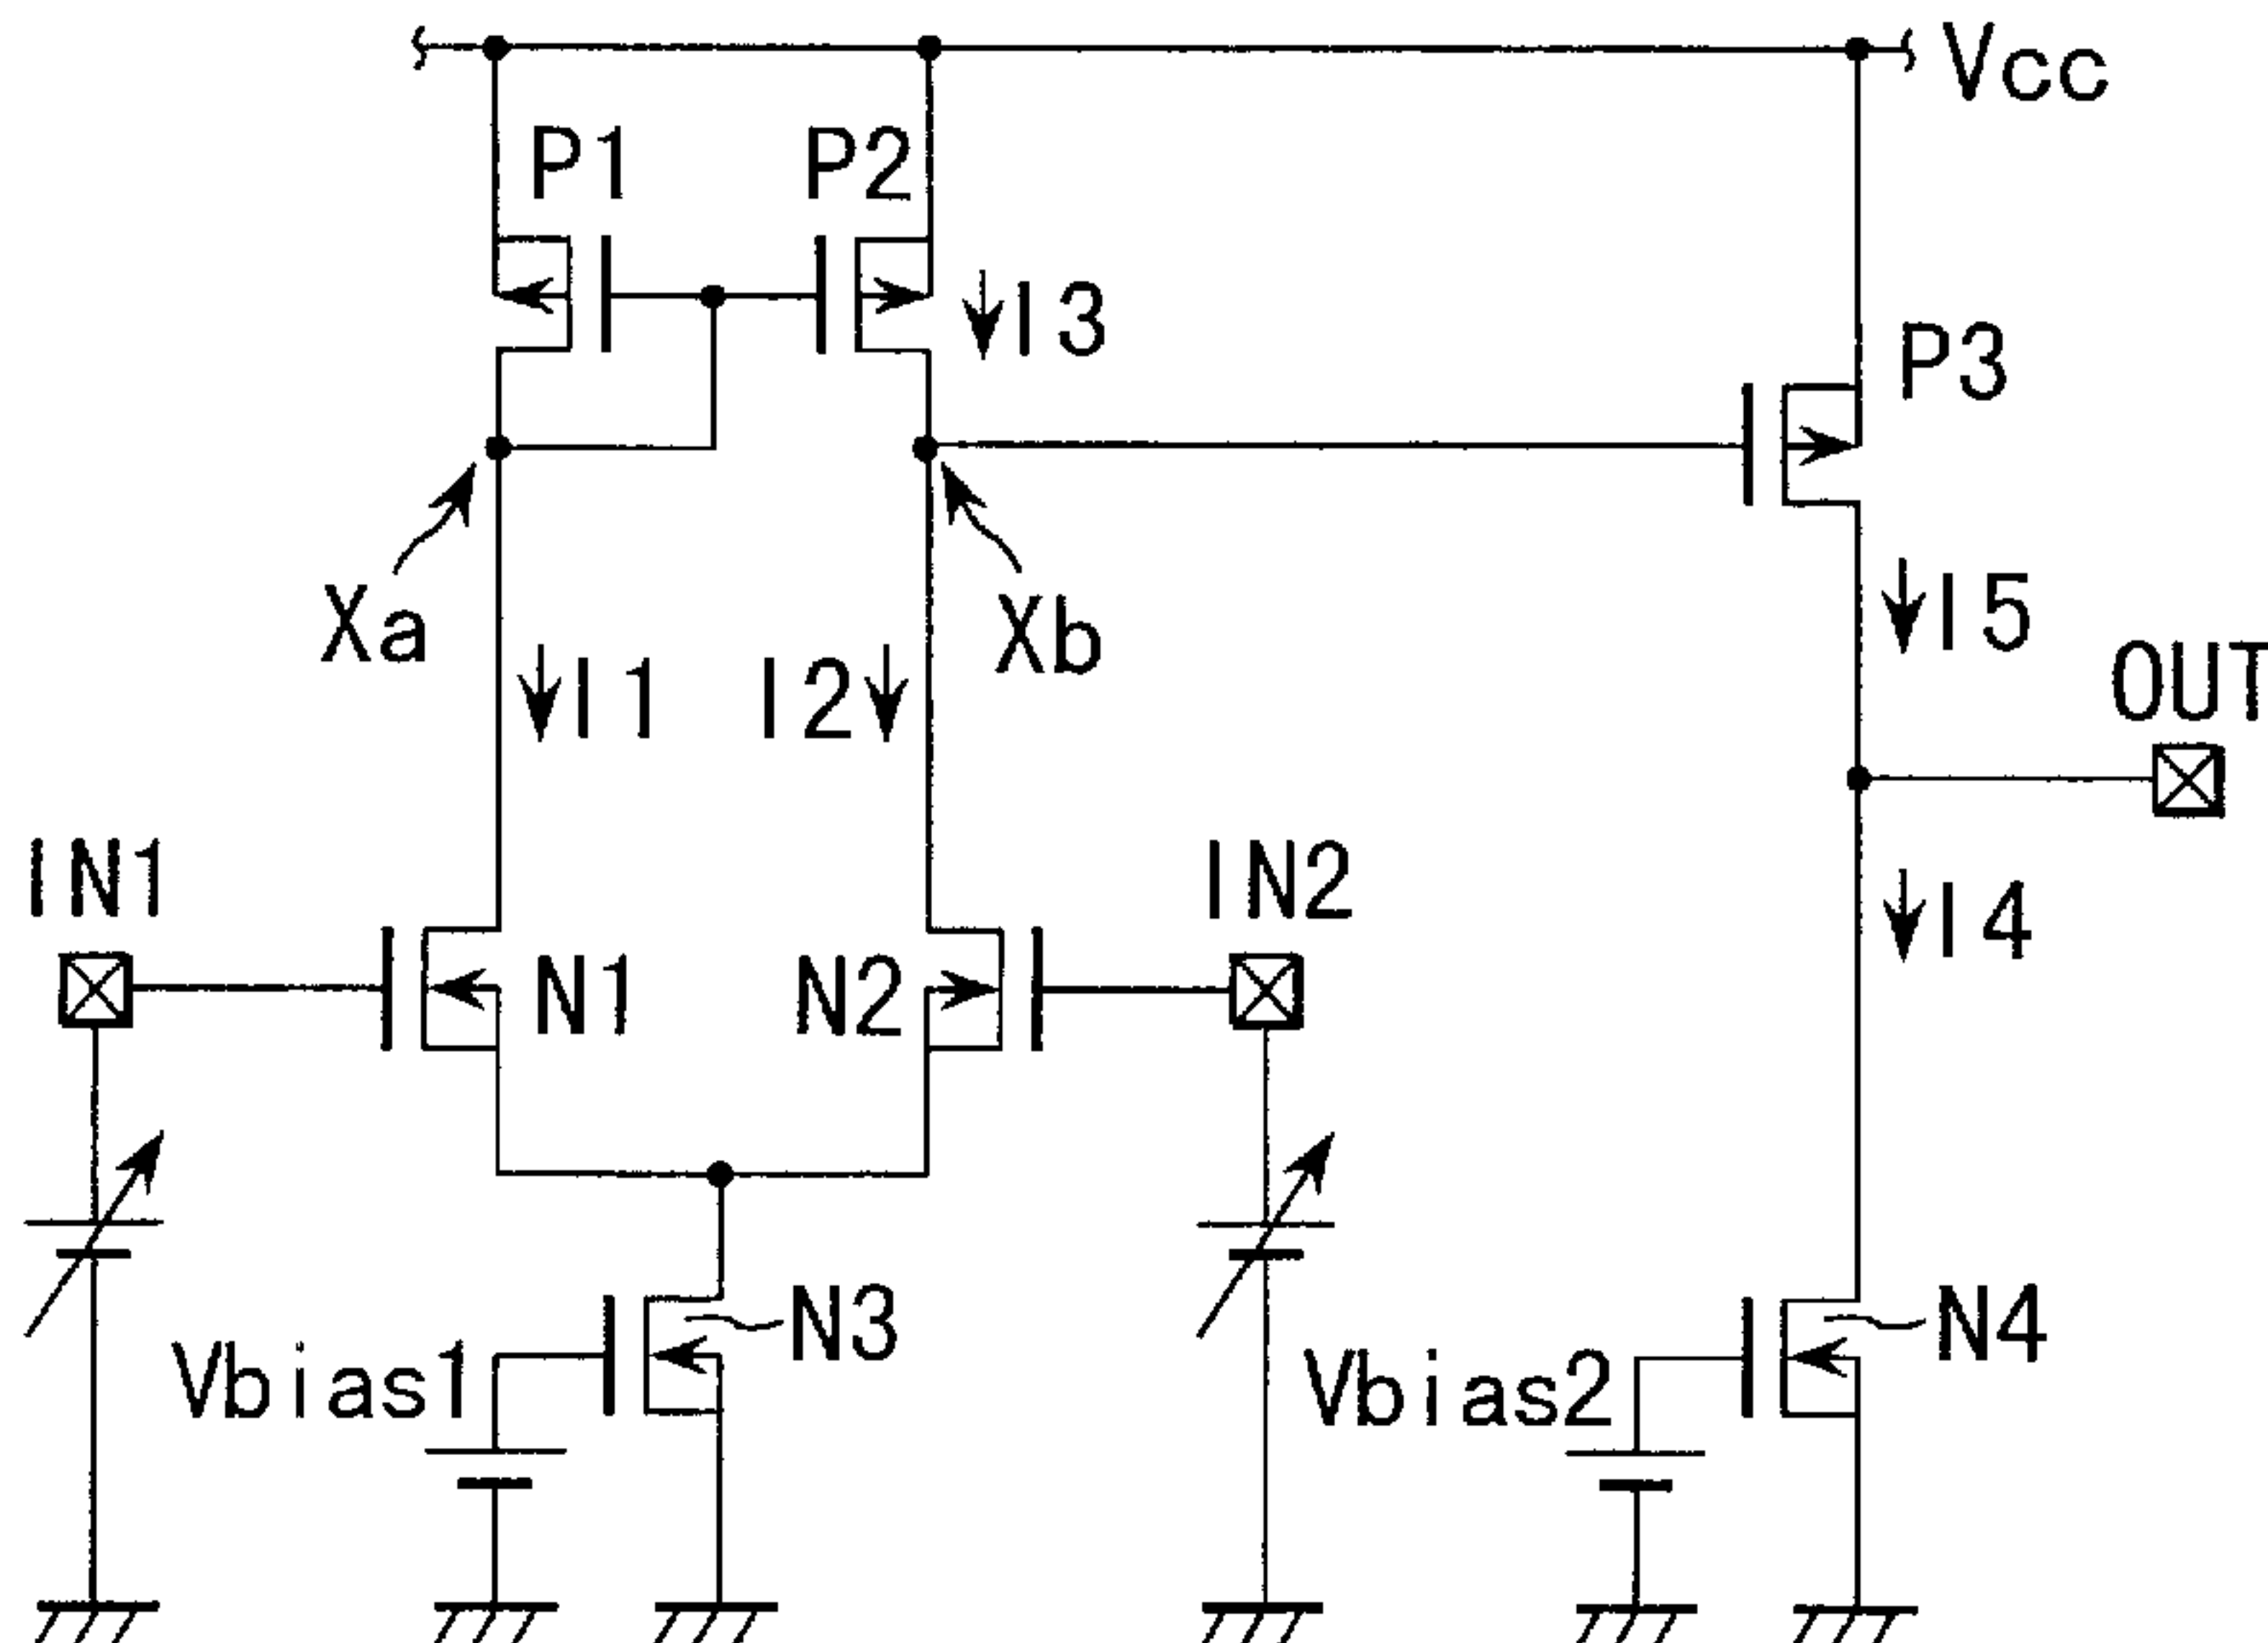 Vcc
P1
P2
I3
P3
Xa
Xb
I5
I1
I2
OUT
IN1
IN2
I4
N1
N2
N3
N4
Vbias1
Vbias2